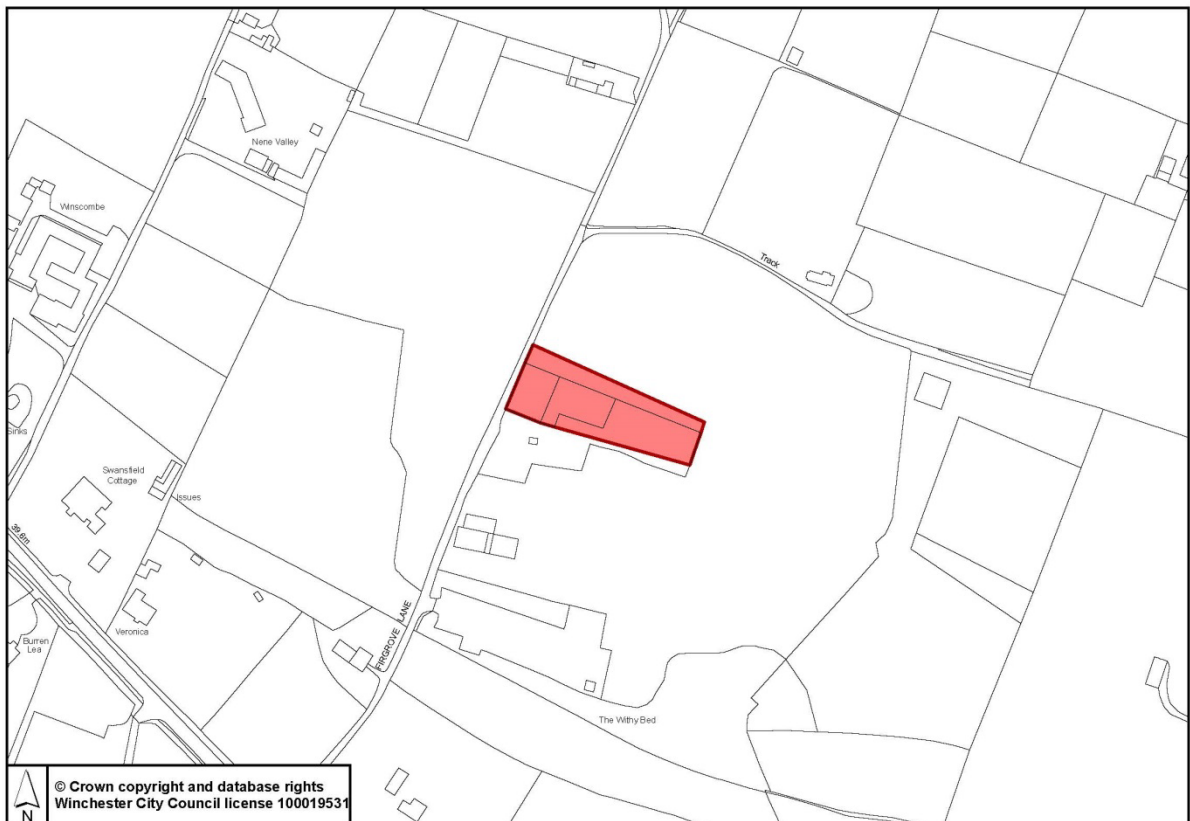 Nene Valley
Winscombe
Track
Sinks
Swansfield
Cottage
Issues
39.6m
FIRGROVE LANE
Veronica
Burren
Lea
The Withy Bed
© Crown copyright and database rights
Winchester City Council license 100019531
N